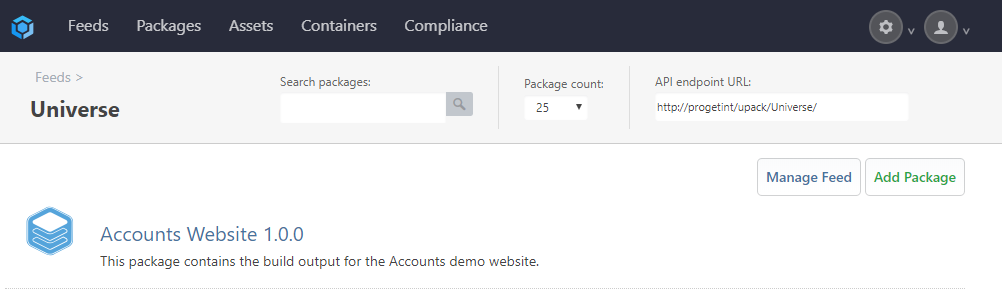 Feeds Packages Assets Containers Compliance
Feeds >
Universe
Search packages:
Package count:
25
API endpoint URL:
http://progetint/upack/Universe/
Manage Feed Add Package
Accounts Website 1.0.0
This package contains the build output for the Accounts demo website.